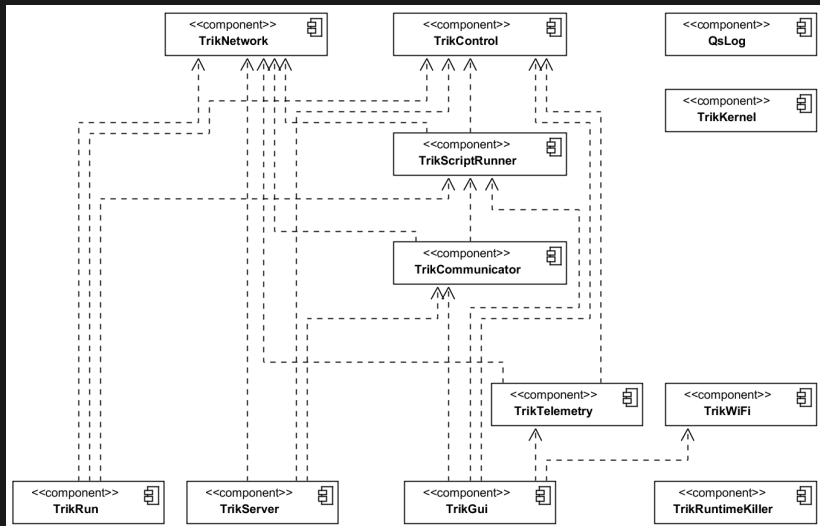 <<component>>
TrikNetwork
<<component>>
TrikControl
<<component>>
QsLog
<<component>>
TrikKernel
<<component>>
TrikScriptRunner
<<component>>
TrikCommunicator
<<component>>
TrikTelemetry
<<component>>
TrikWiFi
<<component>>
TrikRun
<<component>>
TrikServer
<<component>>
TrikGui
<<component>>
TrikRuntimeKiller